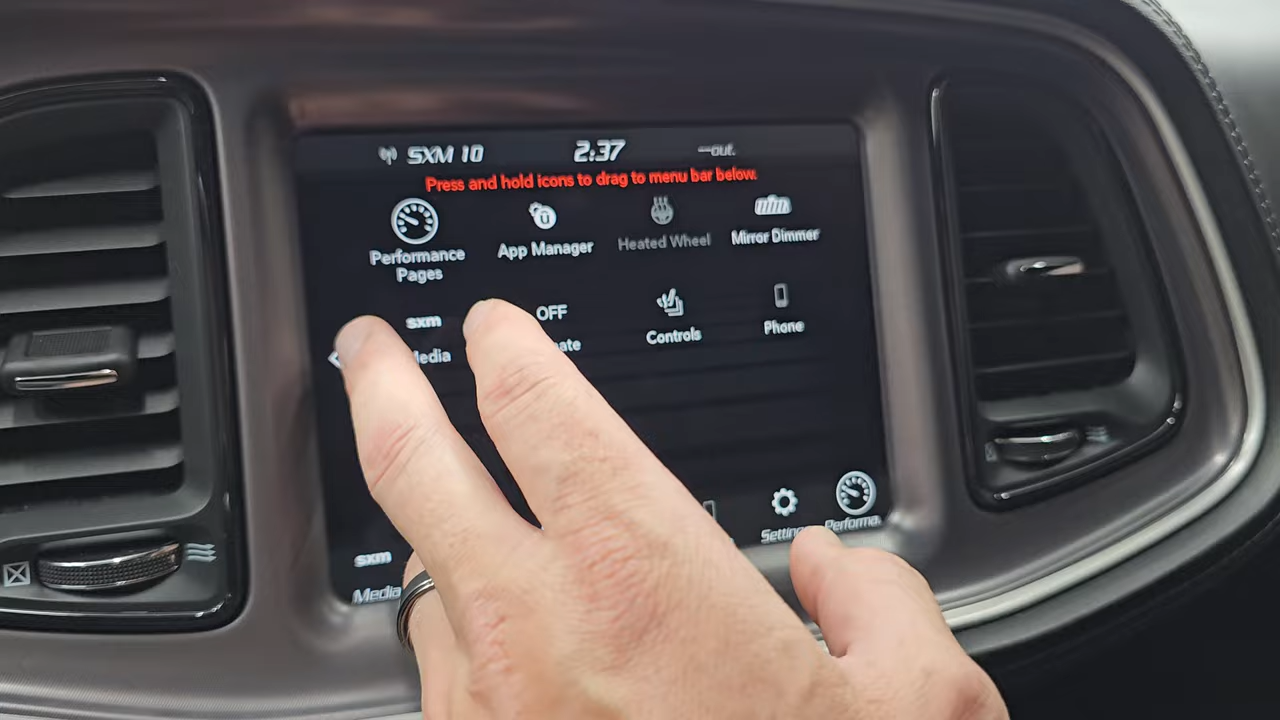 SXM 10
2:37
--out.
Press and hold icons to drag to menu bar below.
Performance
Pages
App Manager
Heated Wheel
Mirror Dimmer
sxm
OFF
Media
Controls
Phone
sxm
Media
Settings
Performa.